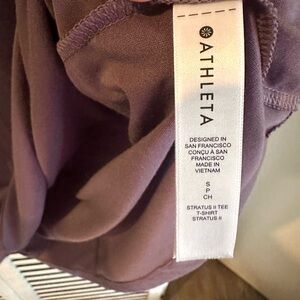 ATHLETA
DESIGNED IN
SAN FRANCISCO
CONÇU À SAN
FRANCISCO
MADE IN
VIETNAM
S
P
CH
STRATUS II TEE
T-SHIRT
STRATUS II